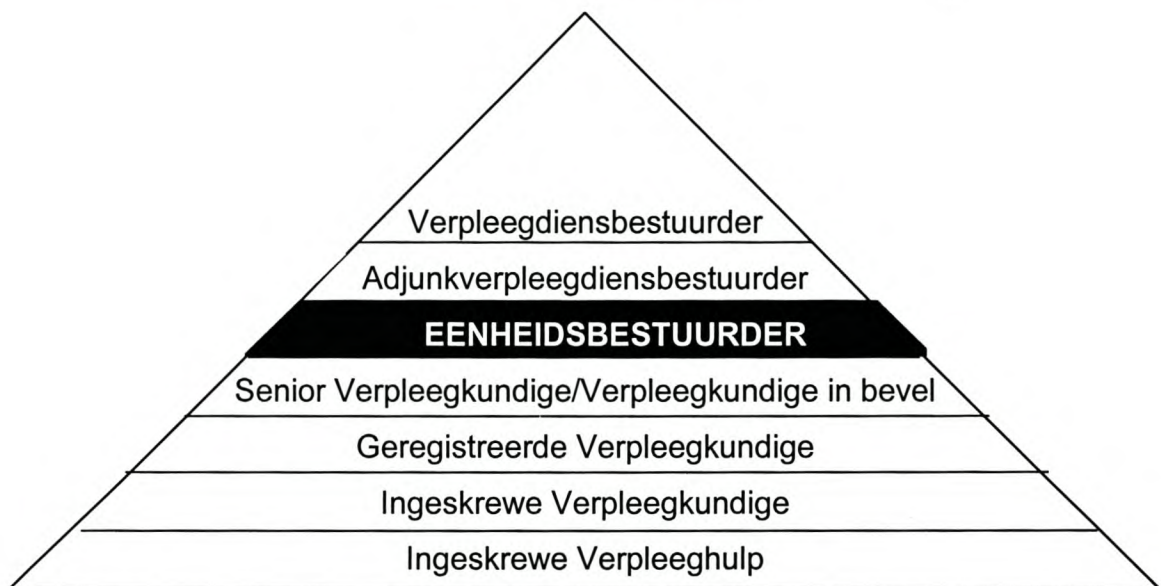 Verpleegdiensbestuurder
Adjunkverpleegdiensbestuurder
EENHEIDSBESTUURDER
Senior Verpleegkundige/Verpleegkundige in bevel
Geregistreerde Verpleegkundige
Ingeskrewe Verpleegkundige
Ingeskrewe Verpleeghulp